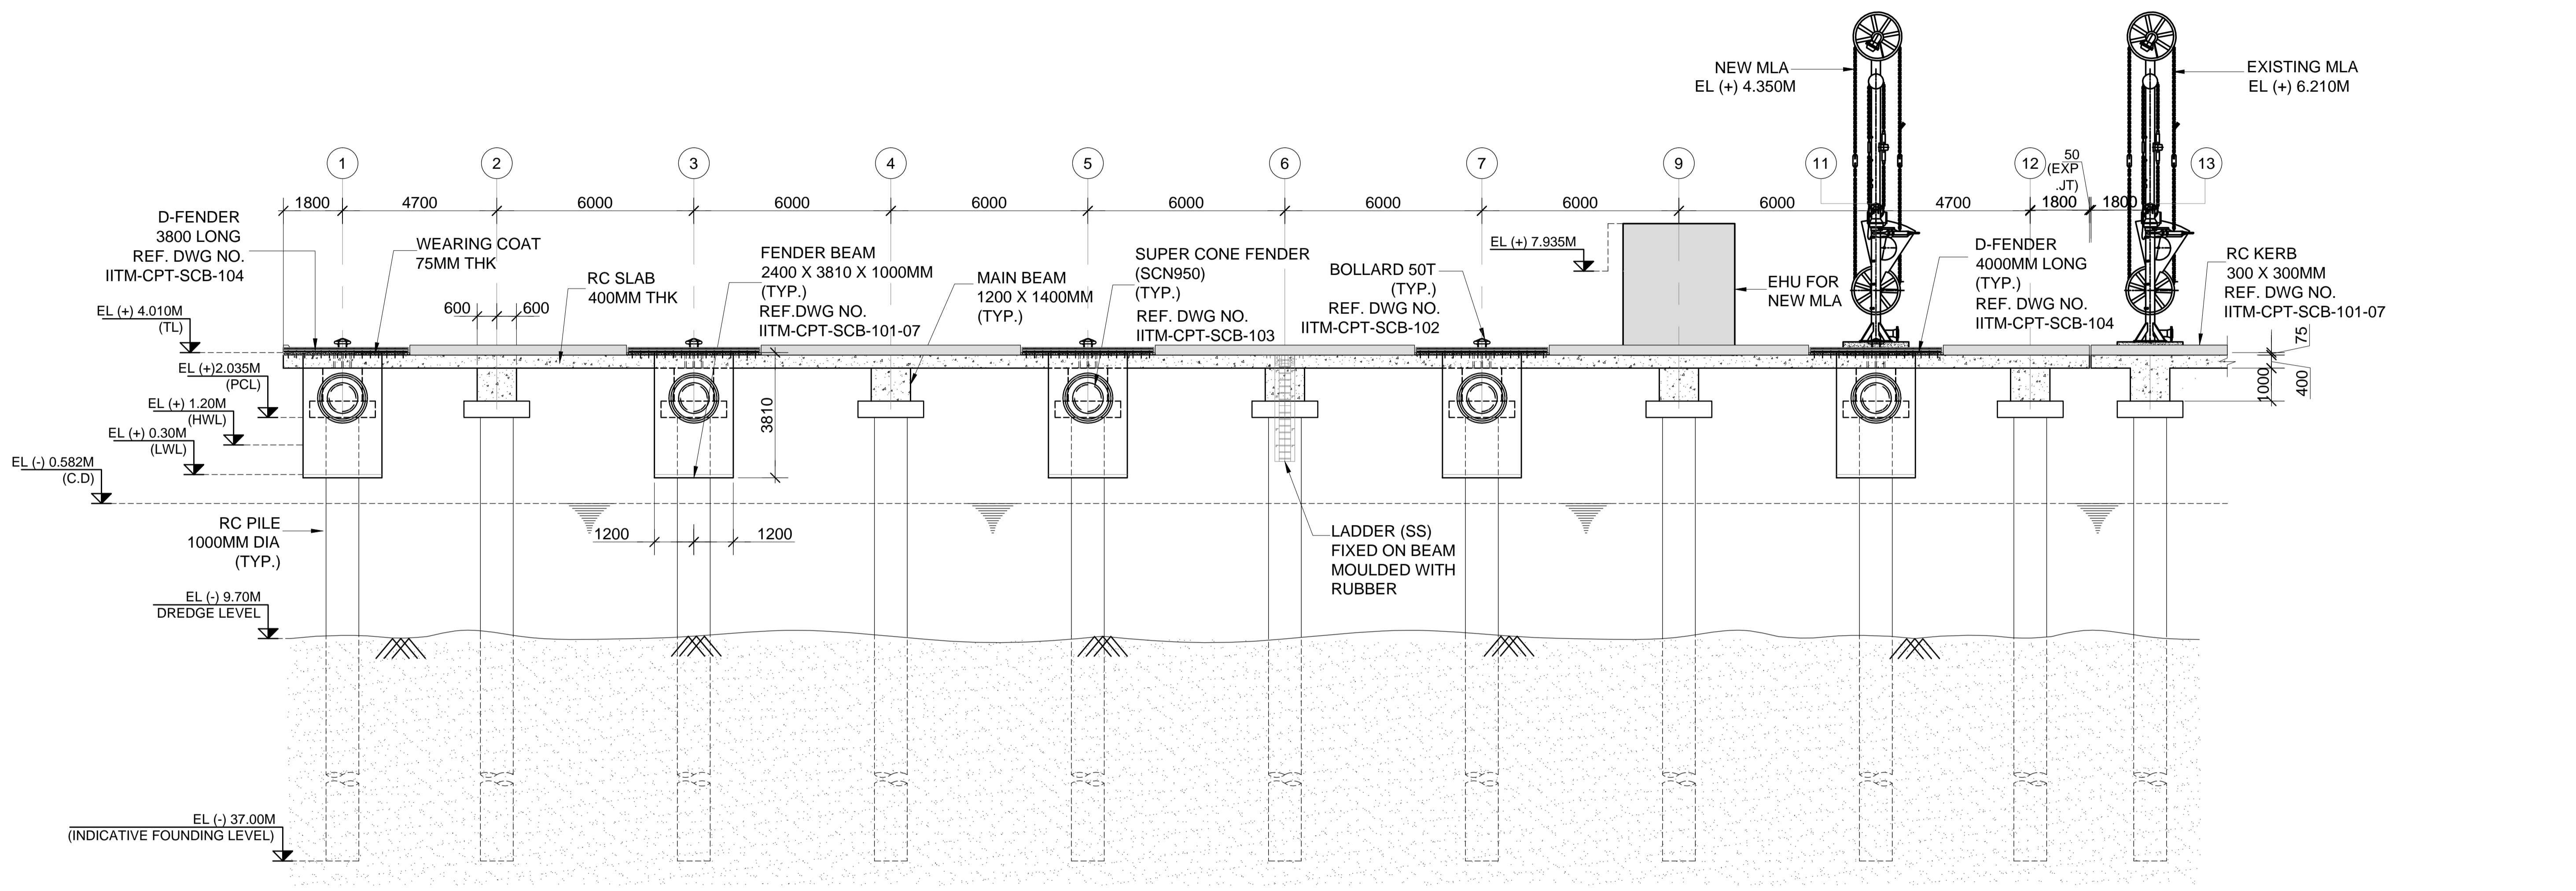 NEW MLA
EL (+) 4.350M
EXISTING MLA
EL (+) 6.210M
1
2
3
4
5
6
7
9
11
12
13
50
(EXP
.JT)
1800
4700
6000
6000
6000
6000
6000
6000
6000
4700
1800
1800
D-FENDER
3800 LONG
REF. DWG NO.
IITM-CPT-SCB-104
WEARING COAT
75MM THK
RC SLAB
400MM THK
600
600
FENDER BEAM
2400 X 3810 X 1000MM
(TYP.)
REF.DWG NO.
IITM-CPT-SCB-101-07
MAIN BEAM
1200 X 1400MM
(TYP.)
SUPER CONE FENDER
(SCN950)
(TYP.)
REF. DWG NO.
IITM-CPT-SCB-103
BOLLARD 50T
(TYP.)
REF. DWG NO.
IITM-CPT-SCB-102
EL (+) 7.935M
EHU FOR
NEW MLA
D-FENDER
4000MM LONG
(TYP.)
REF. DWG NO.
IITM-CPT-SCB-104
RC KERB
300 X 300MM
REF. DWG NO.
IITM-CPT-SCB-101-07
75
400
1000
EL (+) 4.010M
(TL)
EL (+)2.035M
(PCL)
EL (+) 1.20M
(HWL)
EL (+) 0.30M
(LWL)
EL (-) 0.582M
(C.D)
3810
1200
1200
RC PILE
1000MM DIA
(TYP.)
LADDER (SS)
FIXED ON BEAM
MOULDED WITH
RUBBER
EL (-) 9.70M
DREDGE LEVEL
EL (-) 37.00M
(INDICATIVE FOUNDING LEVEL)